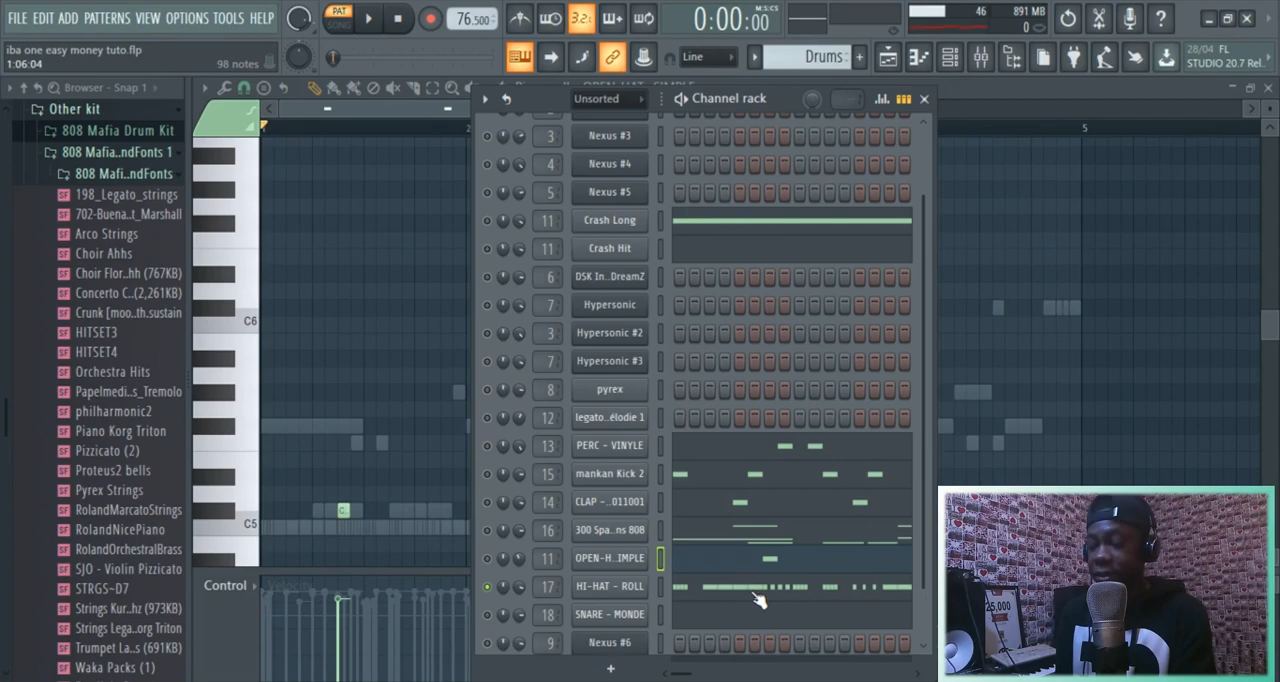 FILE EDIT ADD PATTERNS VIEW OPTIONS TOOLS HELP
PAT
76.500
3.2.
0:00:00
M:S:CS
46
891 MB
0
iba one easy money tuto.flp
1:06:04
98 notes
Line
Drums
28/04 FL
STUDIO 20.7 Rel..
Browser - Snap 1
Other kit
808 Mafia Drum Kit
808 Mafia..ndFonts 1
808 Mafi..ndFonts
198_Legato_strings
702-Buena..t_Marshall
Arco Strings
Choir Ahhs
Choir Flor..hh (767KB)
Concerto C..(2,261KB)
Crunk [moo..th.sustain
HITSET3
HITSET4
Orchestra Hits
Papelmedi..s_Tremolo
philharmonic2
Piano Korg Triton
Pizzicato (2)
Proteus2 bells
Pyrex Strings
RolandMarcatoStrings
RolandNicePiano
RolandOrchestralBrass
SJO - Violin Pizzicato
STRGS~D7
Strings Kur..hz (973KB)
Strings Lega..org Triton
Trumpet La..s (691KB)
Waka Packs (1)
5
C6
C5
C..
Control
Unsorted
Channel rack
3 Nexus #3
4 Nexus #4
5 Nexus #5
11 Crash Long
11 Crash Hit
6 DSK In..DreamZ
7 Hypersonic
3 Hypersonic #2
7 Hypersonic #3
8 pyrex
12 legato..élodie 1
13 PERC - VINYLE
15 mankan Kick 2
14 CLAP - ..011001
16 300 Spa..ns 808
11 OPEN-H..IMPLE
17 HI-HAT - ROLL
18 SNARE - MONDE
9 Nexus #6
+
25,000